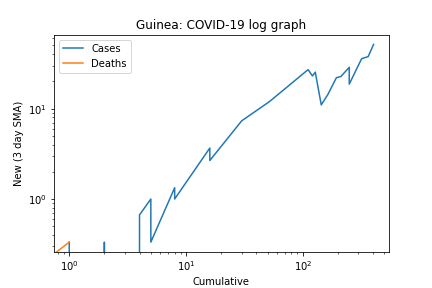 Guinea: COVID-19 log graph
Cases
Deaths
New (3 day SMA)
10¹
10⁰
10⁰ 10¹ 10²
Cumulative